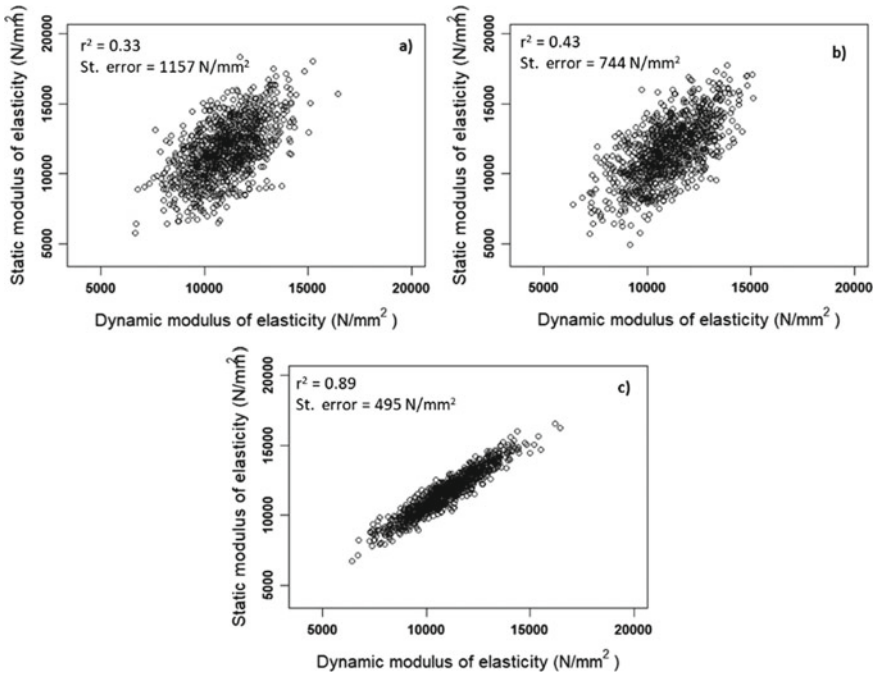 r² = 0.33
St. error = 1157 N/mm²
a)
Static modulus of elasticity (N/mm²)
20000
15000
10000
5000
5000 10000 15000 20000
Dynamic modulus of elasticity (N/mm² )
r² = 0.43
St. error = 744 N/mm²
b)
Static modulus of elasticity (N/mm²)
20000
15000
10000
5000
5000 10000 15000 20000
Dynamic modulus of elasticity (N/mm² )
r² = 0.89
St. error = 495 N/mm²
c)
Static modulus of elasticity (N/mm²)
20000
15000
10000
5000
5000 10000 15000 20000
Dynamic modulus of elasticity (N/mm² )